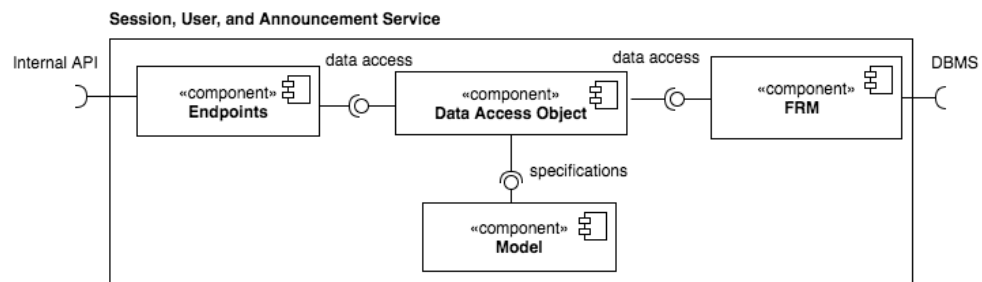 Session, User, and Announcement Service
Internal API
data access
data access
DBMS
«component»
Endpoints
«component»
Data Access Object
«component»
FRM
specifications
«component»
Model